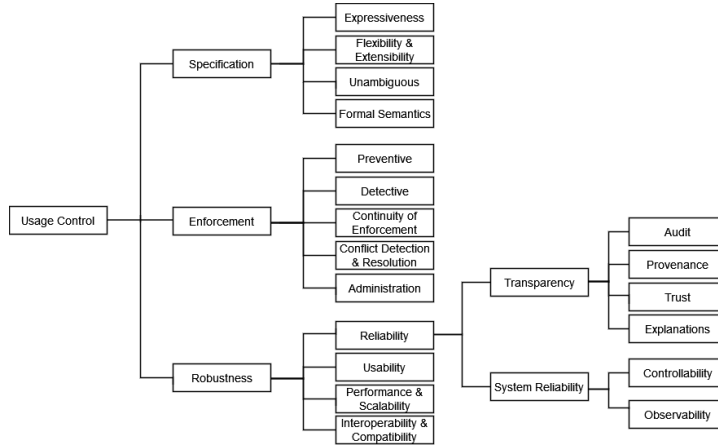 Usage Control
Specification
Expressiveness
Flexibility &
Extensibility
Unambiguous
Formal Semantics
Enforcement
Preventive
Detective
Continuity of
Enforcement
Conflict Detection
& Resolution
Administration
Robustness
Reliability
Usability
Performance &
Scalability
Interoperability &
Compatibility
Transparency
Audit
Provenance
Trust
Explanations
System Reliability
Controllability
Observability